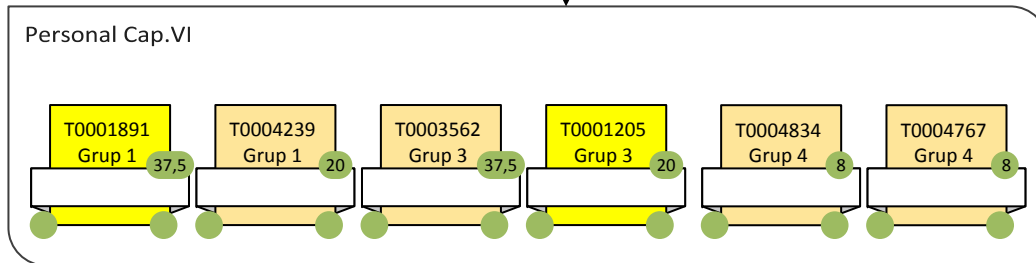 Personal Cap.VI
T0001891
Grup 1
37,5
T0004239
Grup 1
20
T0003562
Grup 3
37,5
T0001205
Grup 3
20
T0004834
Grup 4
8
T0004767
Grup 4
8